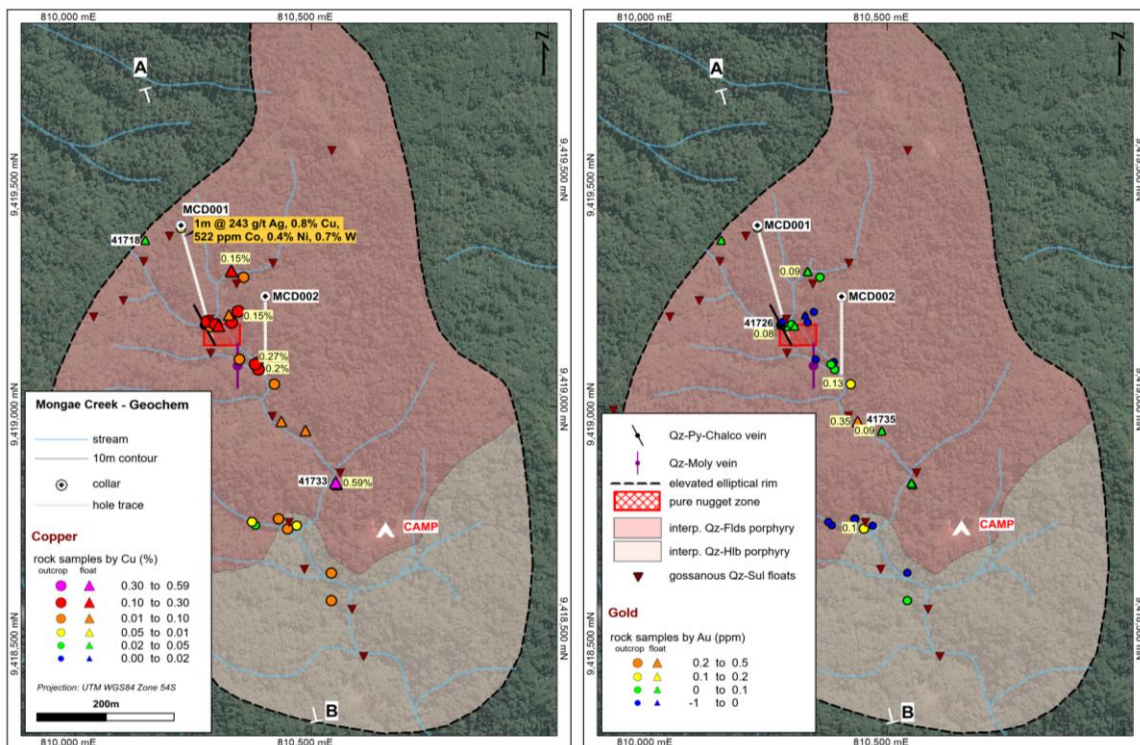 810,000 mE
810,500 mE
A
9,419,500 mN
9,419,000 mN
9,418,500 mN
MCD001
1m @ 243 g/t Ag, 0.8% Cu,
522 ppm Co, 0.4% Ni, 0.7% W
41718
0.15%
MCD002
0.15%
0.27%
0.2%
41733
0.59%
CAMP
B
Mongae Creek - Geochem
stream
10m contour
collar
hole trace
Copper
rock samples by Cu (%)
outcrop float
0.30 to 0.59
0.10 to 0.30
0.01 to 0.10
0.05 to 0.01
0.02 to 0.05
0.00 to 0.02
Projection: UTM WGS84 Zone 54S
200m
810,000 mE
810,500 mE
810,000 mE
810,500 mE
A
N
9,419,500 mN
9,419,000 mN
9,418,500 mN
MCD001
0.09
MCD002
41726
0.08
0.13
0.35
41735
0.09
0.1
CAMP
B
Qz-Py-Chalco vein
Qz-Moly vein
elevated elliptical rim
pure nugget zone
interp. Qz-Flds porphyry
interp. Qz-Hlb porphyry
gossanous Qz-Sul floats
Gold
rock samples by Au (ppm)
outcrop float
0.2 to 0.5
0.1 to 0.2
0 to 0.1
-1 to 0
810,000 mE
810,500 mE